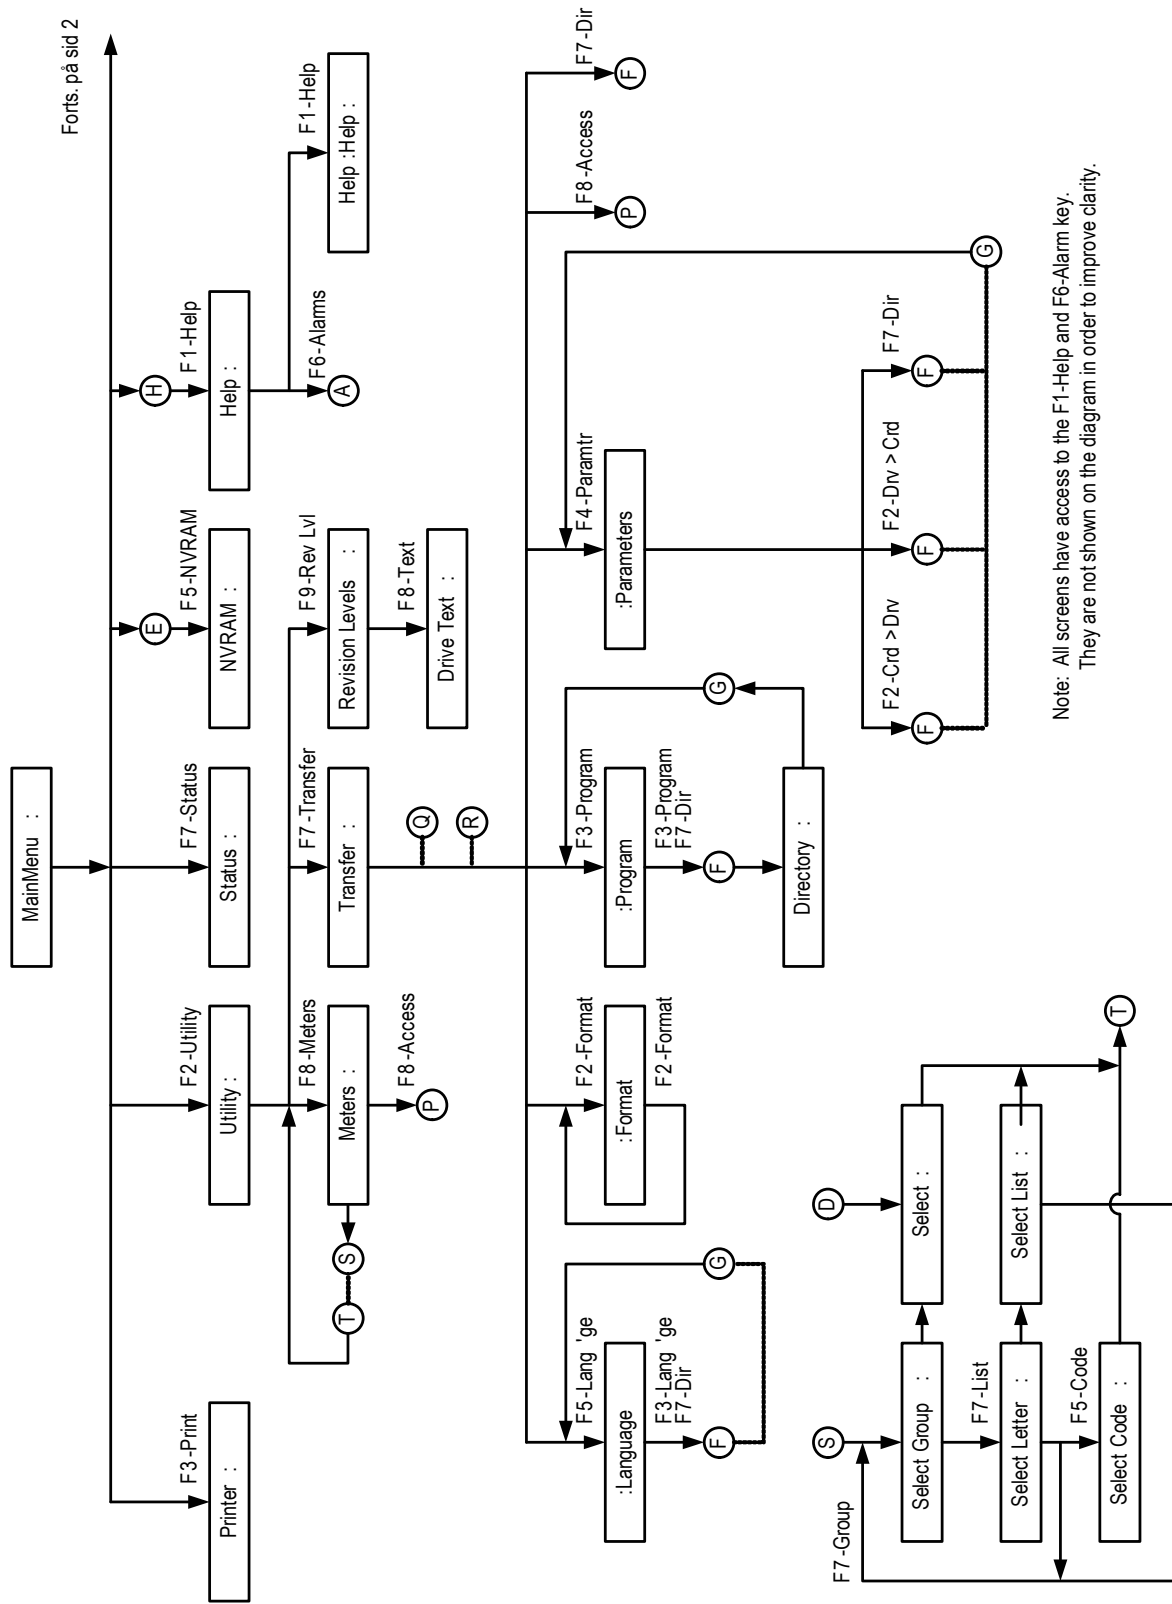 Forts. på sid 2
MainMenu :
F3-Print
F2-Utility
F7-Status
E
F5-NVRAM
H
F1-Help
Printer :
Utility :
Status :
NVRAM :
Help :
F8-Meters
F7-Transfer
F9-Rev Lvl
F6-Alarms
F1-Help
T
S
Meters :
Transfer :
Revision Levels :
A
Help :Help :
F8-Access
P
Q
R
F8-Text
Drive Text :
F5-Lang 'ge
F2-Format
F3-Program
F4-Paramtr
F8-Access
F7-Dir
:Language
:Format
:Program
:Parameters
P
F
F3-Lang 'ge
F7-Dir
F2-Format
F3-Program
F7-Dir
F
G
F
G
Directory :
F2-Crd > Drv
F2-Drv > Crd
F7-Dir
F
F
F
G
F7-Group
S
D
Select Group :
Select :
F7-List
Select Letter :
Select List :
F5-Code
Select Code :
T
Note: All screens have access to the F1-Help and F6-Alarm key.
They are not shown on the diagram in order to improve clarity.